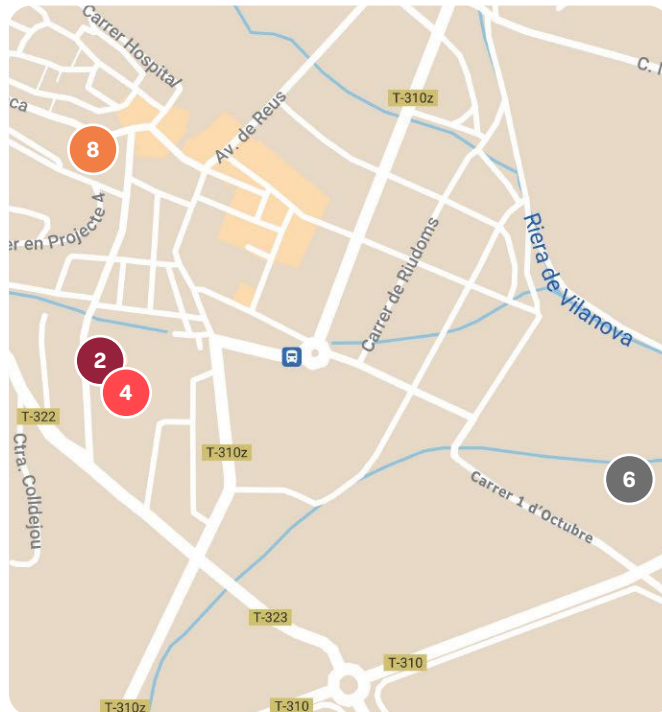 Carrer Hospital
ca
8
Av. de Reus
T-310z
C. 
er en Projecte 4
Carrer de Riudoms
Riera de Vilanova
2
4
T-322
Ctra. Colldejou
T-310z
6
Carrer 1 d'Octubre
T-323
T-310
T-310
T-310z